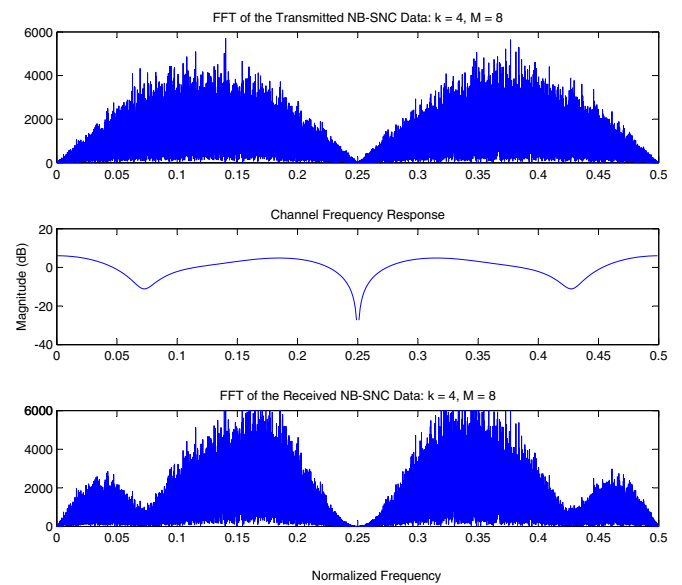 FFT of the Transmitted NB-SNC Data: k = 4, M = 8
6000
4000
2000
0
0 0.05 0.1 0.15 0.2 0.25 0.3 0.35 0.4 0.45 0.5
Channel Frequency Response
Magnitude (dB)
20
0
-20
-40
0 0.05 0.1 0.15 0.2 0.25 0.3 0.35 0.4 0.45 0.5
FFT of the Received NB-SNC Data: k = 4, M = 8
6000
4000
2000
0
0 0.05 0.1 0.15 0.2 0.25 0.3 0.35 0.4 0.45 0.5
Normalized Frequency